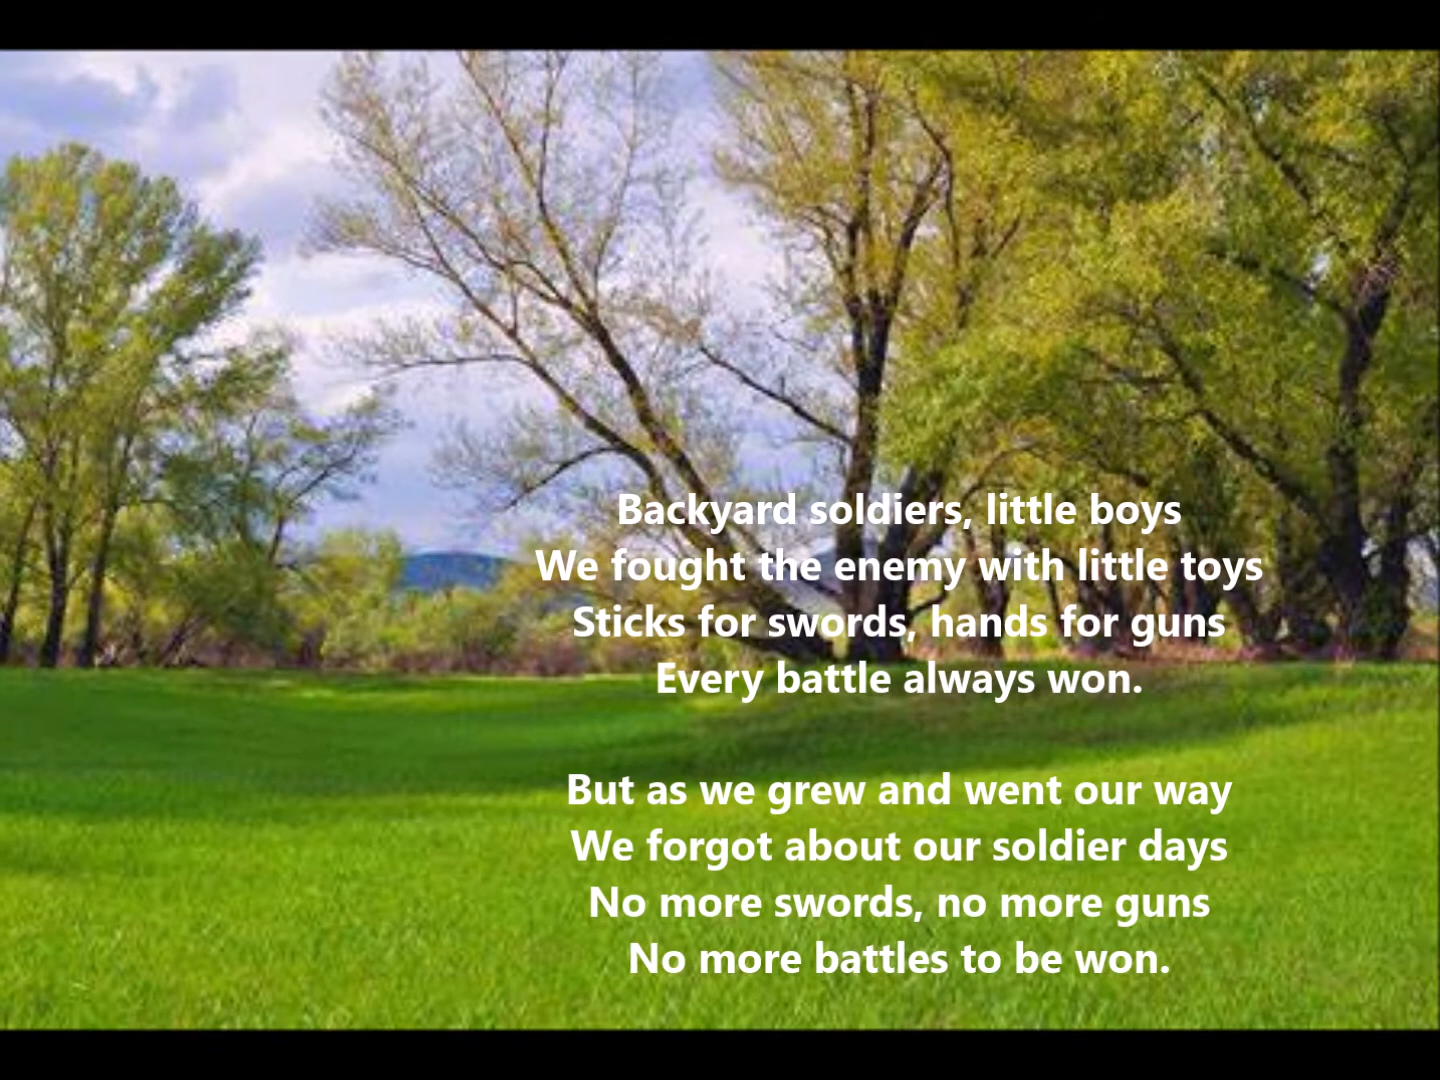 Backyard soldiers, little boys
We fought the enemy with little toys
Sticks for swords, hands for guns
Every battle always won.
But as we grew and went our way
We forgot about our soldier days
No more swords, no more guns
No more battles to be won.